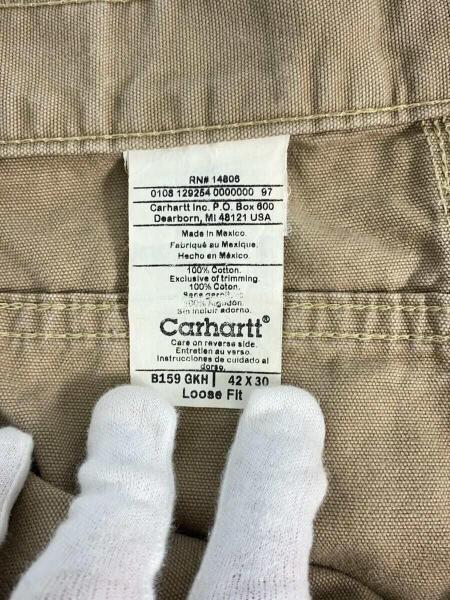 RN# 14806
0108 129254 0000000 97
Carhartt Inc. P.O. Box 600
Dearborn, MI 48121 USA
Made in Mexico.
Fabriqué au Mexique.
Hecho en México.
100% Cotton.
Exclusive of trimming.
100% Coton.
Sans
100% Algodón.
Sin incluir adorno.
Carhartt®
Care on reverse side.
Entretien au verso.
Instrucciones de cuidado al
dorso.
B159 GKH 42 X 30
Loose Fit